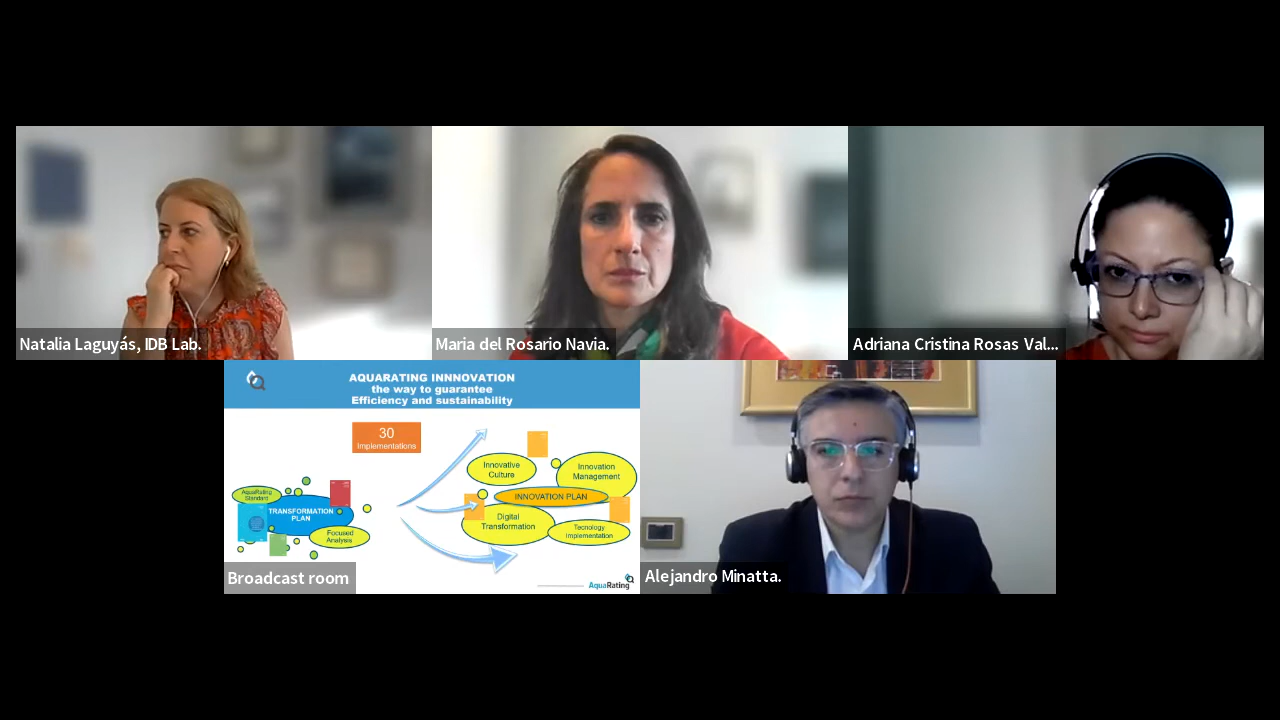 Natalia Laguyás, IDB Lab.
Maria del Rosario Navia.
Adriana Cristina Rosas Val...
AQUARATING INNNOVATION
the way to guarantee
Efficiency and sustainability
30
Implementations
Innovative
Culture
Innovation
Management
INNOVATION PLAN
Digital
Transformation
Tecnology
Implementation
AquaRating
Standard
TRANSFORMATION
PLAN
Focused
Analysis
AquaRating
Broadcast room
Alejandro Minatta.